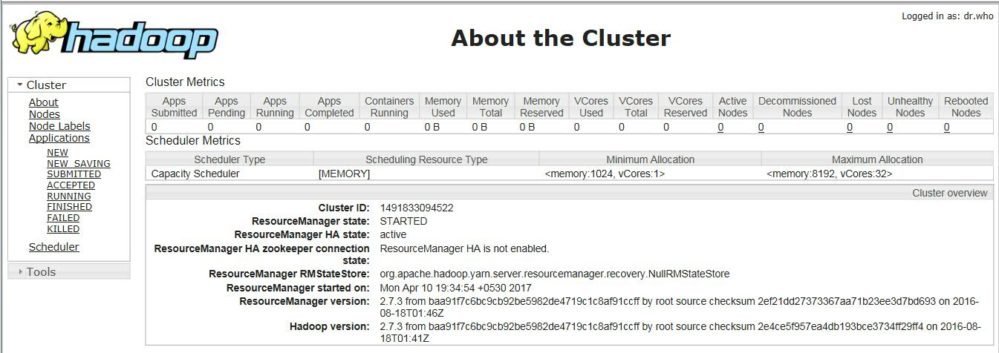 Logged in as: dr.who
hadoop
About the Cluster
Cluster
About
Nodes
Node Labels
Applications
NEW
NEW_SAVING
SUBMITTED
ACCEPTED
RUNNING
FINISHED
FAILED
KILLED
Scheduler
Tools
Cluster Metrics
Apps Submitted Apps Pending Apps Running Apps Completed Containers Running Memory Used Memory Total Memory Reserved VCores Used VCores Total VCores Reserved Active Nodes Decommissioned Nodes Lost Nodes Unhealthy Nodes Rebooted Nodes
0 0 0 0 0 0 B 0 B 0 B 0 0 0 0 0 0 0 0
Scheduler Metrics
Scheduler Type Scheduling Resource Type Minimum Allocation Maximum Allocation
Capacity Scheduler [MEMORY] <memory:1024, vCores:1> <memory:8192, vCores:32>
Cluster overview
Cluster ID: 1491833094522
ResourceManager state: STARTED
ResourceManager HA state: active
ResourceManager HA zookeeper connection state: ResourceManager HA is not enabled.
ResourceManager RMStateStore: org.apache.hadoop.yarn.server.resourcemanager.recovery.NullRMStateStore
ResourceManager started on: Mon Apr 10 19:34:54 +0530 2017
ResourceManager version: 2.7.3 from baa91f7c6bc9cb92be5982de4719c1c8af91ccff by root source checksum 2ef21dd27373367aa71b23ee3d7bd693 on 2016-
08-18T01:46Z
Hadoop version: 2.7.3 from baa91f7c6bc9cb92be5982de4719c1c8af91ccff by root source checksum 2e4ce5f957ea4db193bce3734ff29ff4 on 2016-08-
18T01:41Z